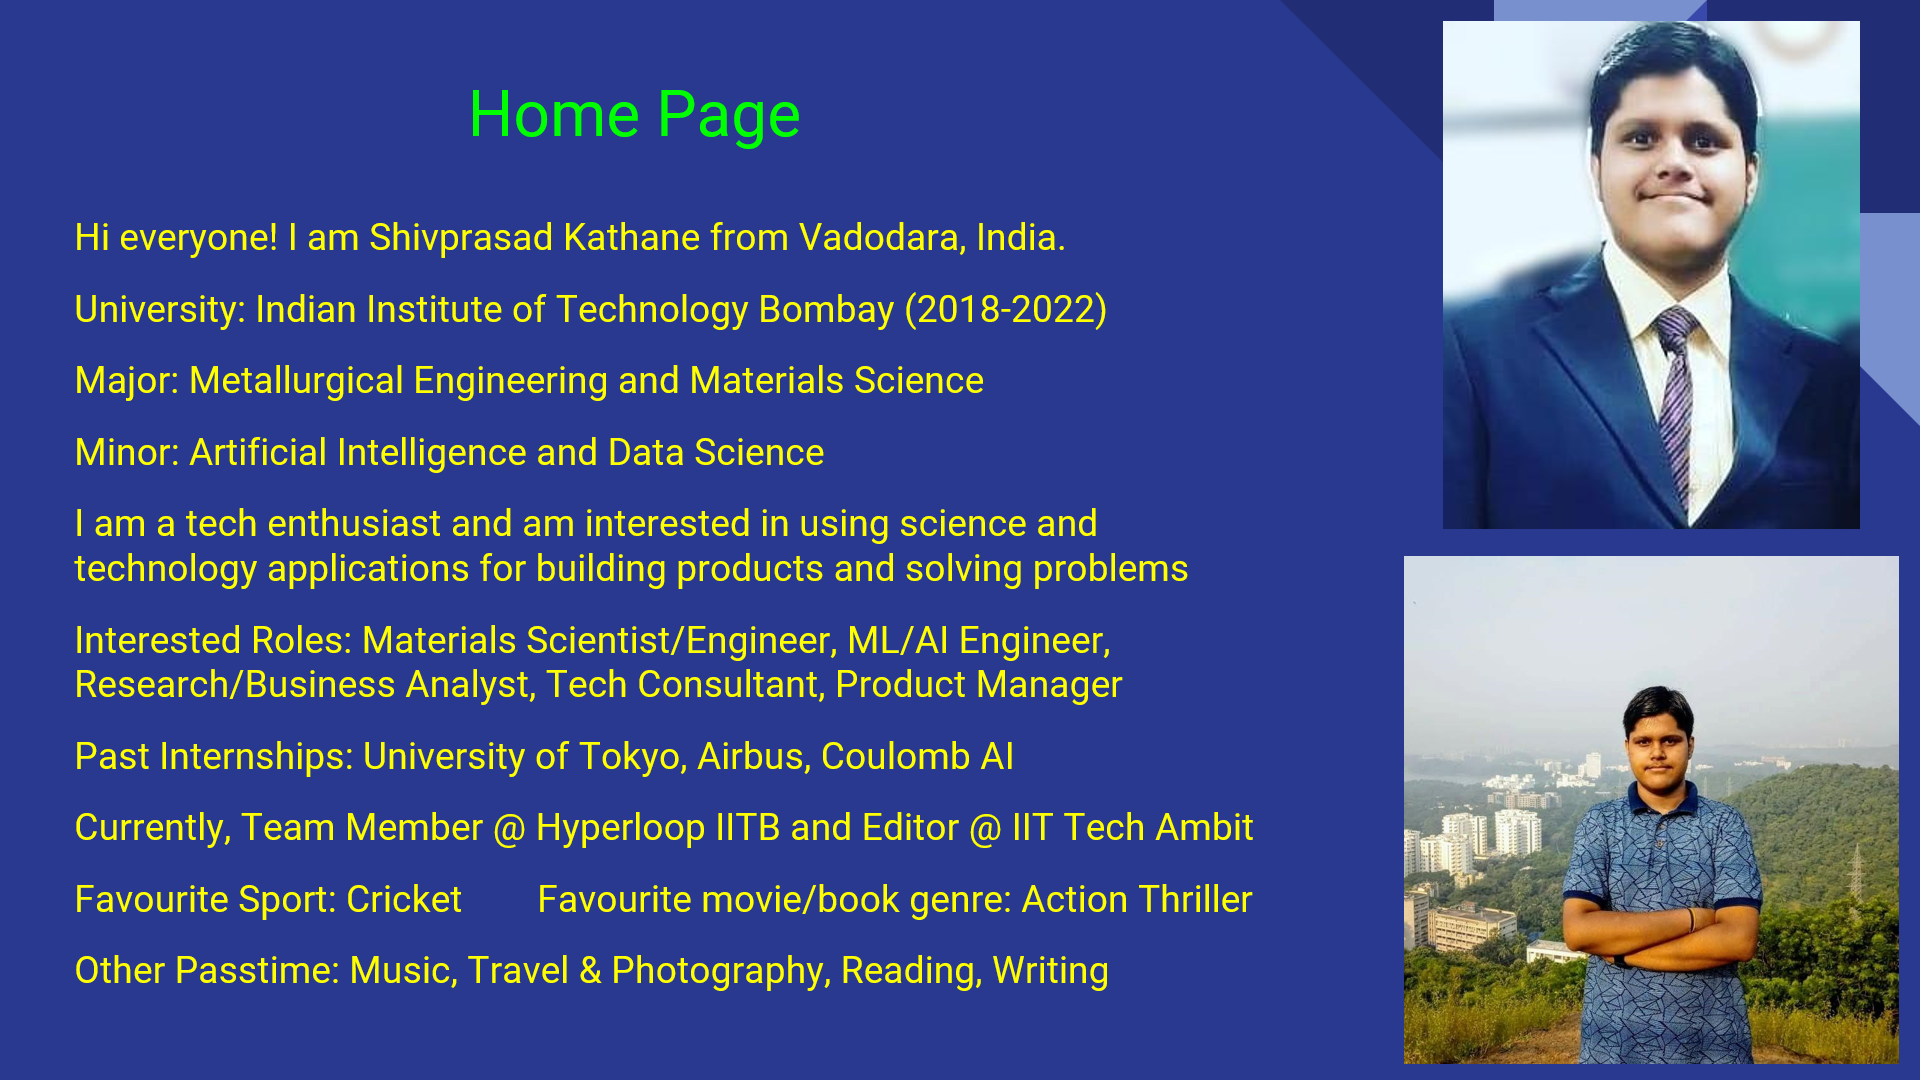 Home Page
Hi everyone! I am Shivprasad Kathane from Vadodara, India.
University: Indian Institute of Technology Bombay (2018-2022)
Major: Metallurgical Engineering and Materials Science
Minor: Artificial Intelligence and Data Science
I am a tech enthusiast and am interested in using science and
technology applications for building products and solving problems
Interested Roles: Materials Scientist/Engineer, ML/AI Engineer,
Research/Business Analyst, Tech Consultant, Product Manager
Past Internships: University of Tokyo, Airbus, Coulomb AI
Currently, Team Member @ Hyperloop IITB and Editor @ IIT Tech Ambit
Favourite Sport: Cricket Favourite movie/book genre: Action Thriller
Other Passtime: Music, Travel & Photography, Reading, Writing